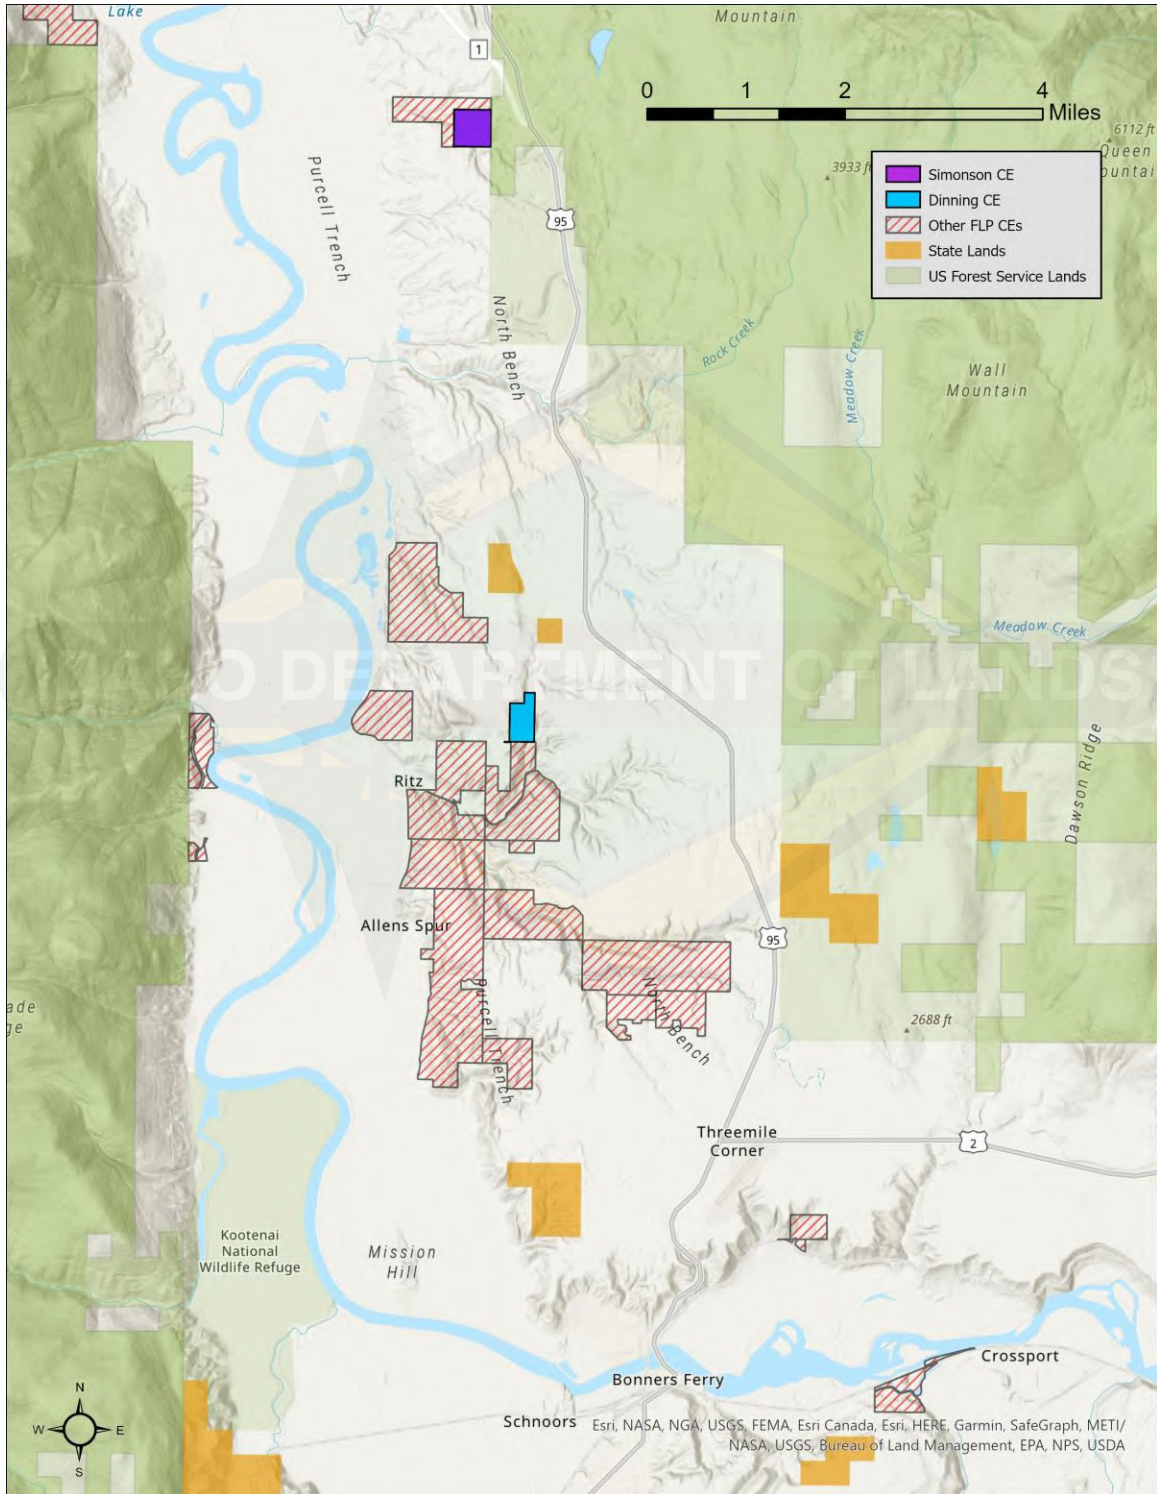 Lake
Mountain
1
0 1 2 4
Miles
6112 ft
Queen
3933 ft
Simonson CE
Dinning CE
Other FLP CEs
State Lands
US Forest Service Lands
Purcell Trench
95
North Bench
Rock Creek
Meadow Creek
Wall
Mountain
Meadow Creek
DEPARTMENT OF LANDS
Ritz
Dawson Ridge
Allens Spur
95
Purcell Trench
North Bench
2688 ft
Threemile
Corner
2
Kootenai
National
Wildlife Refuge
Mission
Hill
Crossport
Bonners Ferry
Schnoors
N
W E
S
Esri, NASA, NGA, USGS, FEMA, Esri Canada, Esri, HERE, Garmin, SafeGraph, METI/
NASA, USGS, Bureau of Land Management, EPA, NPS, USDA